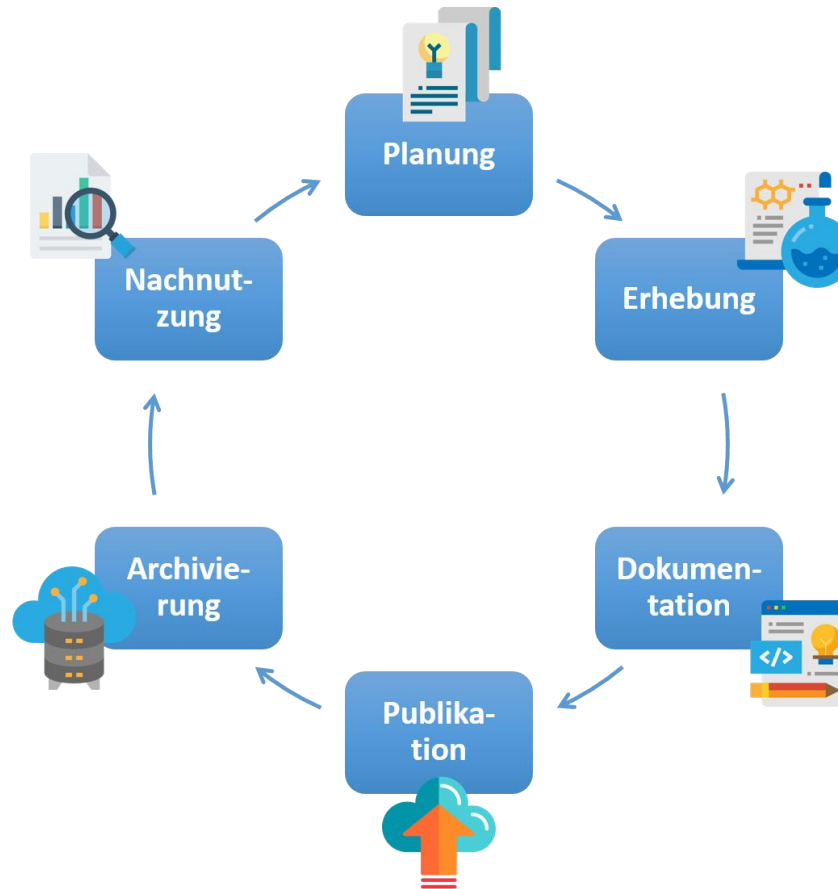 Planung
Erhebung
Dokumen-
tation
</>
Publika-
tion
Archivie-
rung
Nachnut-
zung